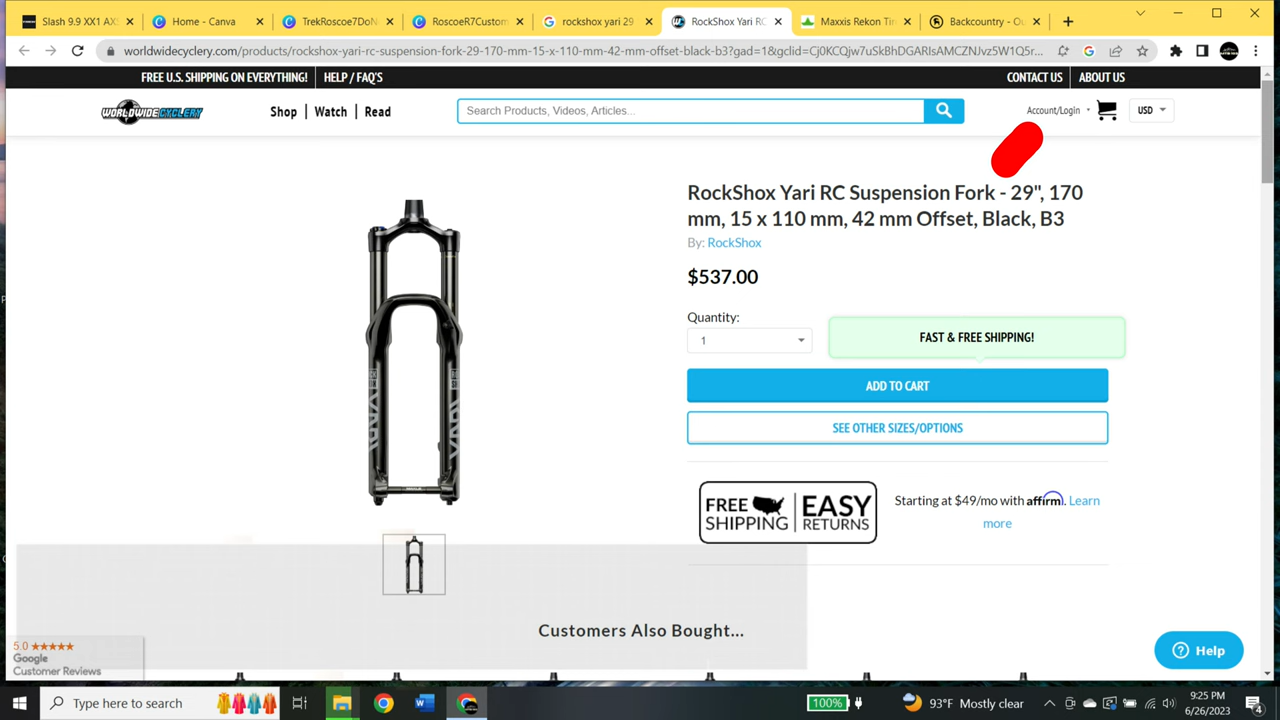 Slash 9.9 XX1 AXS
Home - Canva
TrekRoscoe7DoN
RoscoeR7Custom
rockshox yari 29
RockShox Yari RC
Maxxis Rekon Tir
Backcountry - Ou
worldwidecyclery.com/products/rockshox-yari-rc-suspension-fork-29-170-mm-15-x-110-mm-42-mm-offset-black-b3?gad=1&gclid=Cj0KCQjw7uSkBhDGARIsAMCZNJvz5W1Q5r...
FREE U.S. SHIPPING ON EVERYTHING!
HELP / FAQ'S
CONTACT US
ABOUT US
WORLDWIDE CYCLERY
Shop
Watch
Read
Search Products, Videos, Articles...
Account/Login
USD
RockShox Yari RC Suspension Fork - 29", 170
mm, 15 x 110 mm, 42 mm Offset, Black, B3
By: RockShox
$537.00
Quantity:
1
FAST & FREE SHIPPING!
ADD TO CART
SEE OTHER SIZES/OPTIONS
FREE
SHIPPING
EASY
RETURNS
Starting at $49/mo with affirm. Learn
more
YARI
YARI
Customers Also Bought...
5.0
Google
Customer Reviews
Help
Type here to search
100%
93°F Mostly clear
9:25 PM
6/26/2023
4